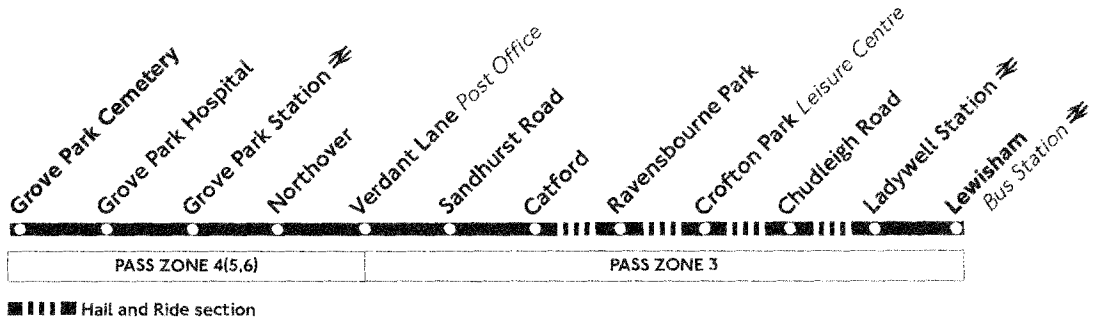 Grove Park Cemetery
Grove Park Hospital
Grove Park Station
Northover
Verdant Lane Post Office
Sandhurst Road
Catford
Ravensbourne Park
Crofton Park Leisure Centre
Chudleigh Road
Ladywell Station
Lewisham
Bus Station
PASS ZONE 4(5,6)
PASS ZONE 3
Hail and Ride section